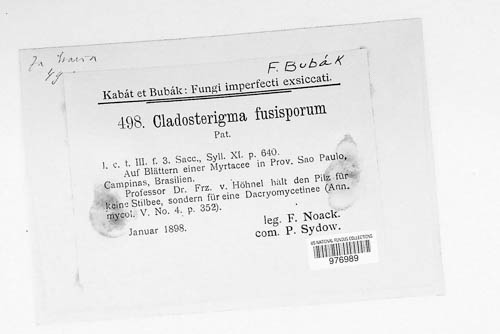 F. Bubák
Kabát et Bubák: Fungi imperfecti exsiccati.
498. Cladosterigma fusisporum
Pat.
l. c. t. III. f. 3. Sacc., Syll. XI. p. 640.
Auf Blättern einer Myrtacee in Prov. Sao Paulo,
Campinas, Brasilien.
Professor Dr. Frz. v. Höhnel hält den Pilz für
keine Stilbee, sondern für eine Dacryomycetinee (Ann.
mycol. V. No. 4. p. 352).
leg. F. Noack.
Januar 1898.
com. P. Sydow.
US NATIONAL FUNGUS COLLECTIONS
976989